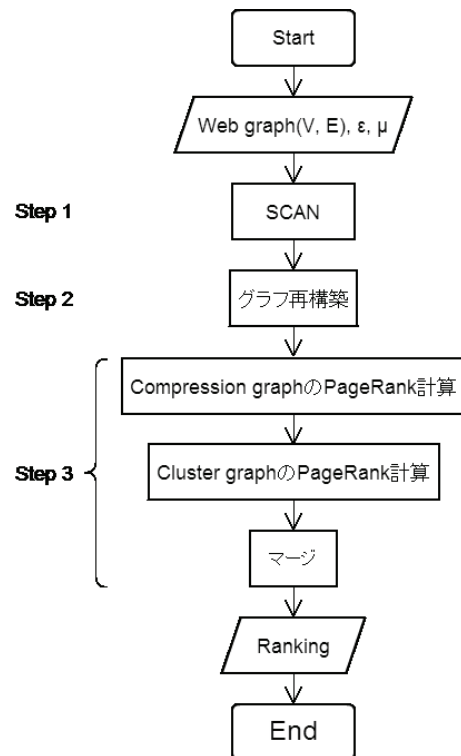 Start
Web graph(V, E), ε, μ
Step 1
SCAN
Step 2
グラフ再構築
Compression graphのPageRank計算
Step 3
Cluster graphのPageRank計算
マージ
Ranking
End